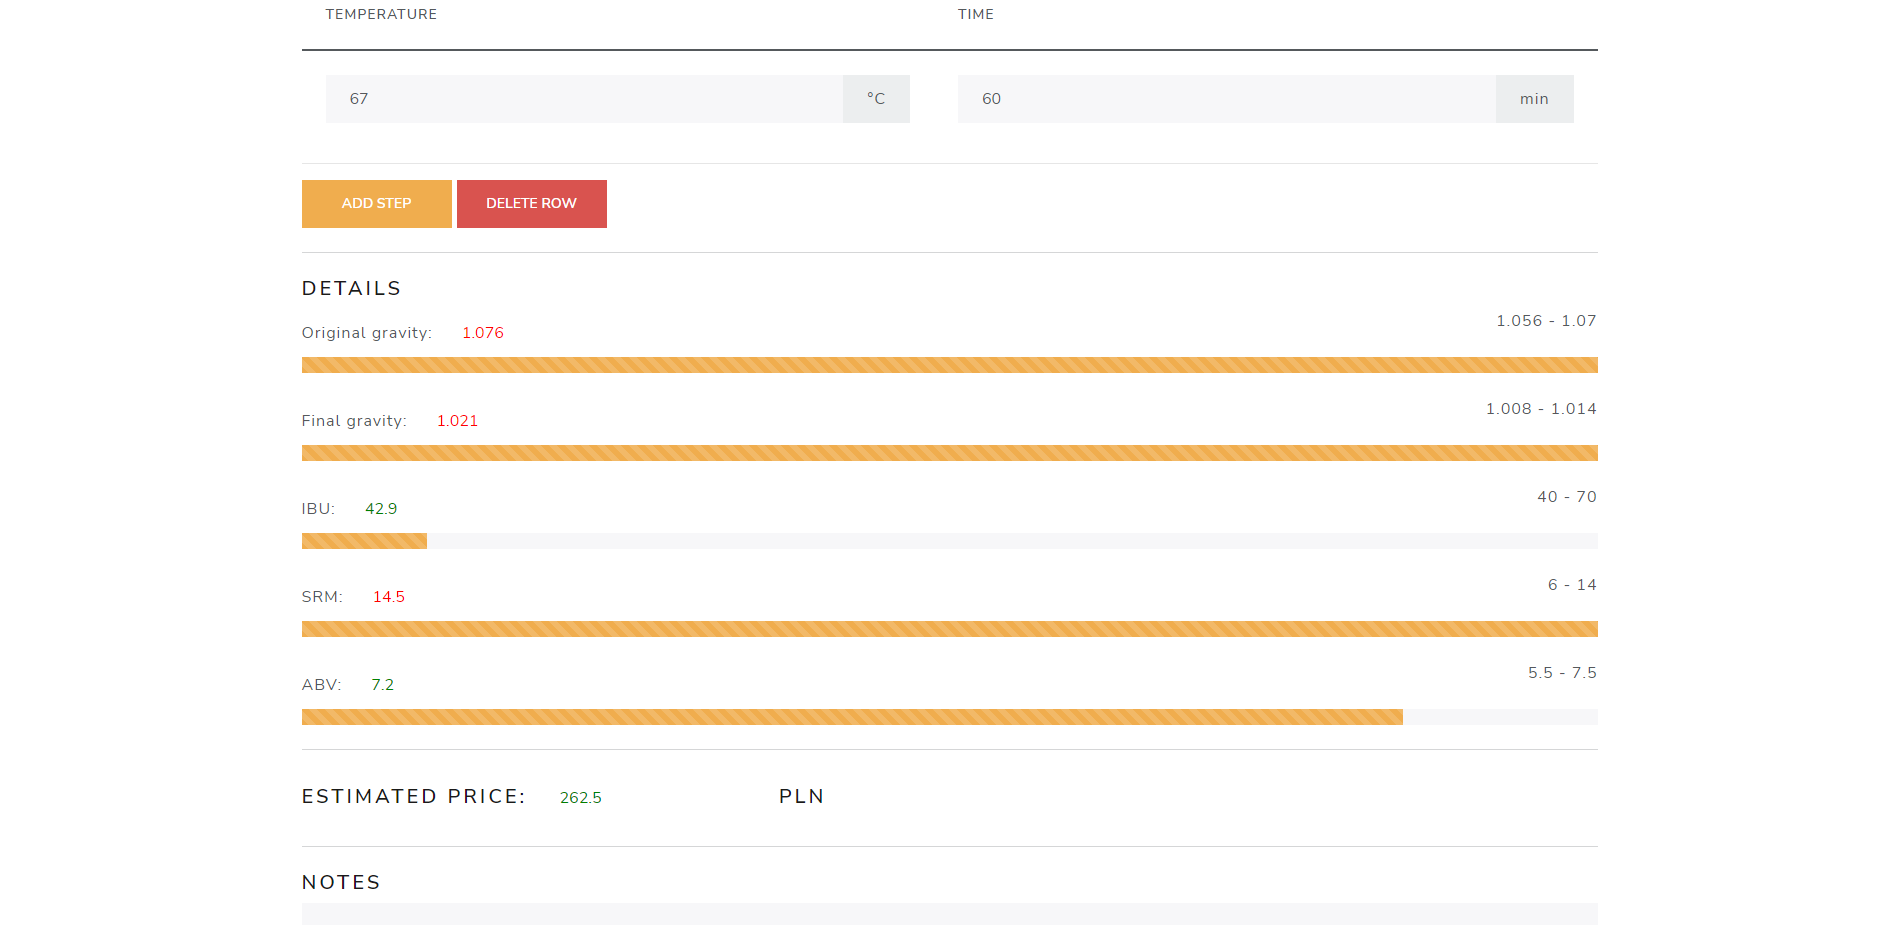 TEMPERATURE TIME
67 °C 60 min
ADD STEP DELETE ROW
DETAILS
1.056 - 1.07
Original gravity: 1.076
1.008 - 1.014
Final gravity: 1.021
40 - 70
IBU: 42.9
6 - 14
SRM: 14.5
5.5 - 7.5
ABV: 7.2
ESTIMATED PRICE: 262.5 PLN
NOTES